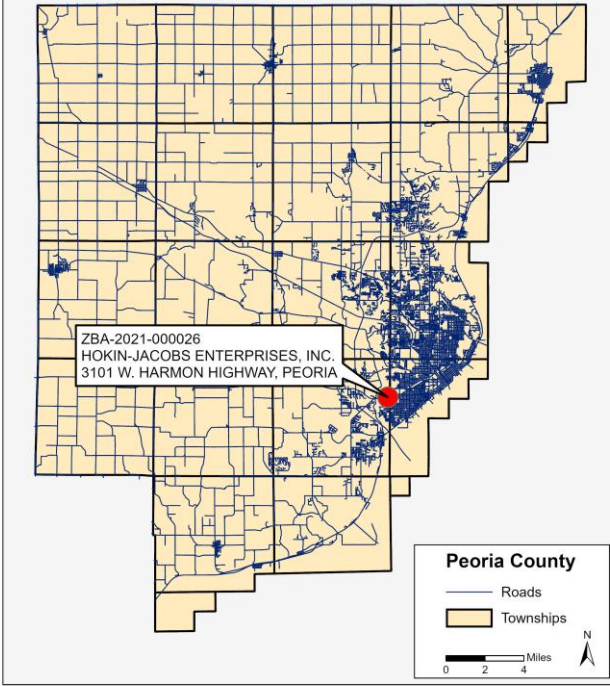 ZBA-2021-000026
HOKIN-JACOBS ENTERPRISES, INC.
3101 W. HARMON HIGHWAY, PEORIA
Peoria County
Roads
Townships
N
Miles
0 2 4